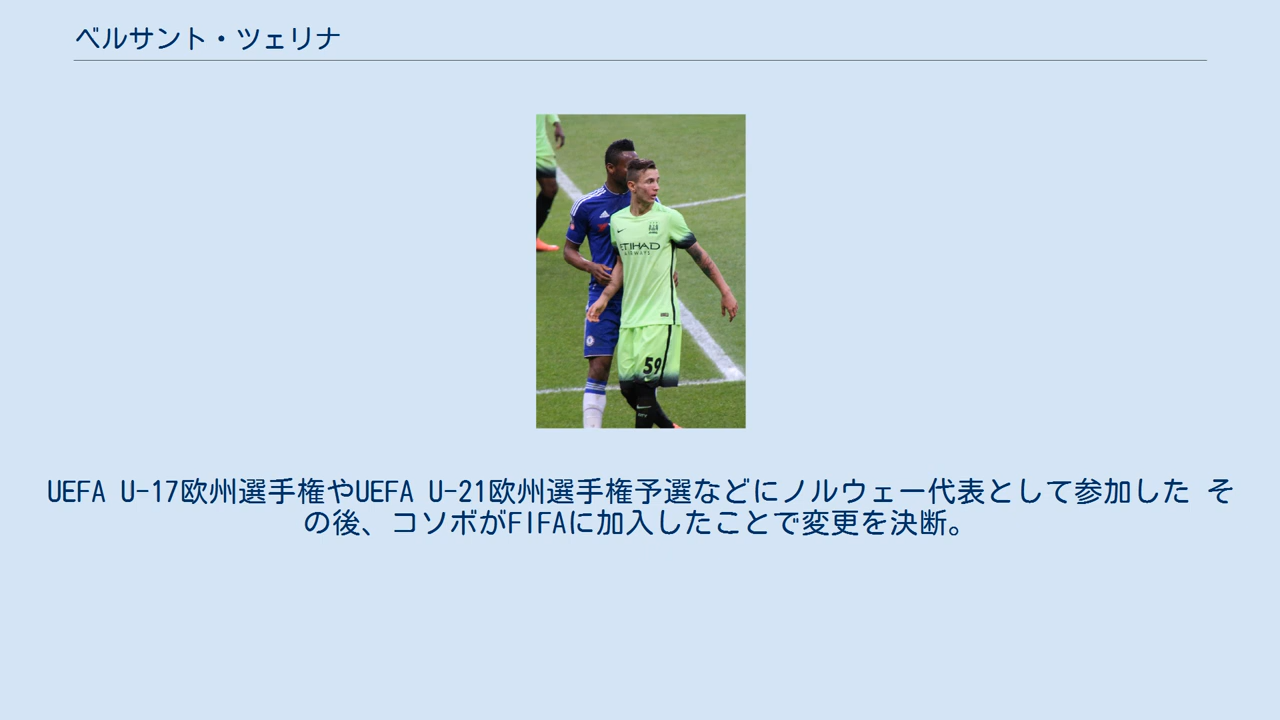 ベルサント・ツェリナ
ETIHAD
AIRWAYS
59
UEFA U-17欧州選手権やUEFA U-21欧州選手権予選などにノルウェー代表として参加した そ
の後、コソボがFIFAに加入したことで変更を決断。